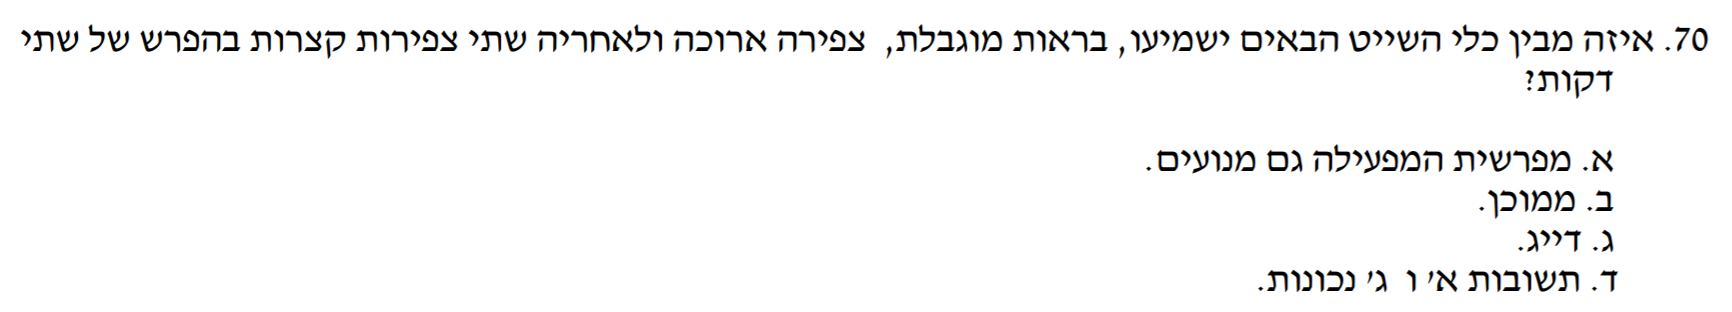 70. איזה מבין כלי השייט הבאים ישמיעו, בראות מוגבלת, צפירה ארוכה ולאחריה שתי צפירות קצרות בהפרש של שתי
דקות?
א. מפרשית המפעילה גם מנועים.
ב. ממוכן.
ג. דייג.
ד. תשובות א' ו ג' נכונות.